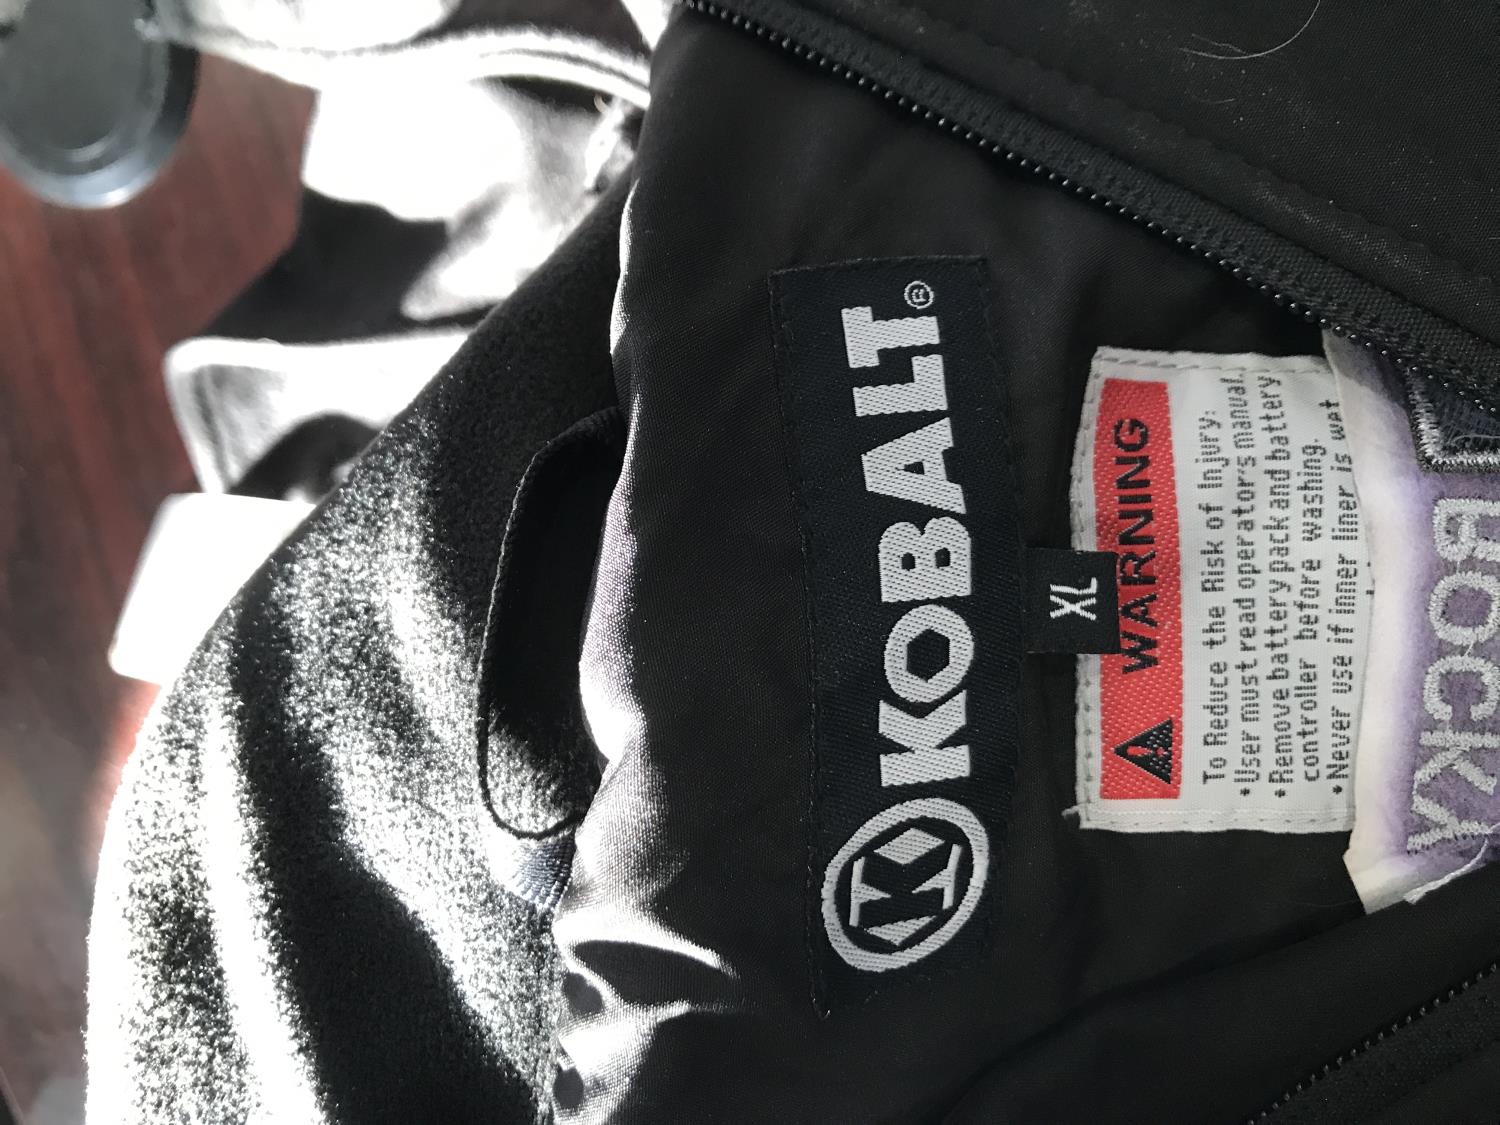 KOBALT®
XL
WARNING
To Reduce the Risk of Injury:
•User must read operator's manual.
•Remove battery pack and battery
controller before washing.
•Never use if inner liner is wet
ROCKY